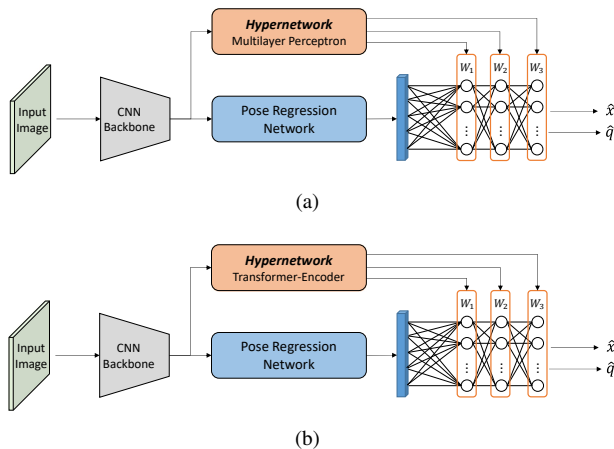 Hypernetwork
Multilayer Perceptron
W₁ W₂ W₃
Input
Image
CNN
Backbone
Pose Regression
Network
x̂
q̂
(a)
Hypernetwork
Transformer-Encoder
W₁ W₂ W₃
Input
Image
CNN
Backbone
Pose Regression
Network
x̂
q̂
(b)